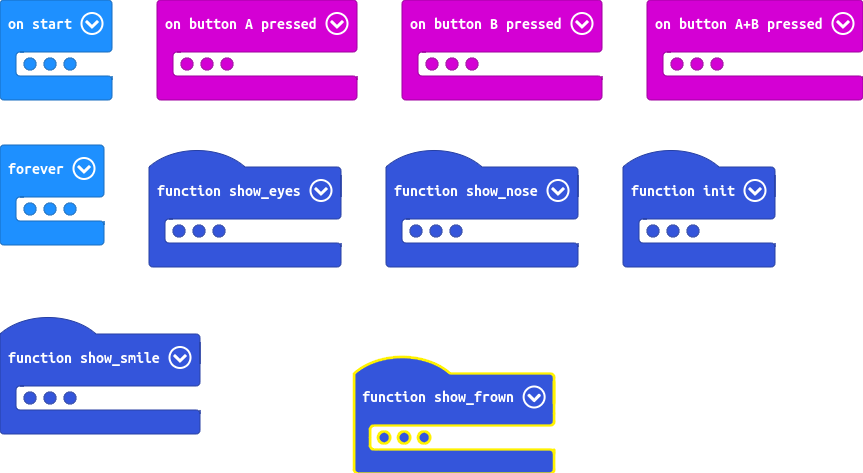 on start
on button A pressed
on button B pressed
on button A+B pressed
forever
function show_eyes
function show_nose
function init
function show_smile
function show_frown